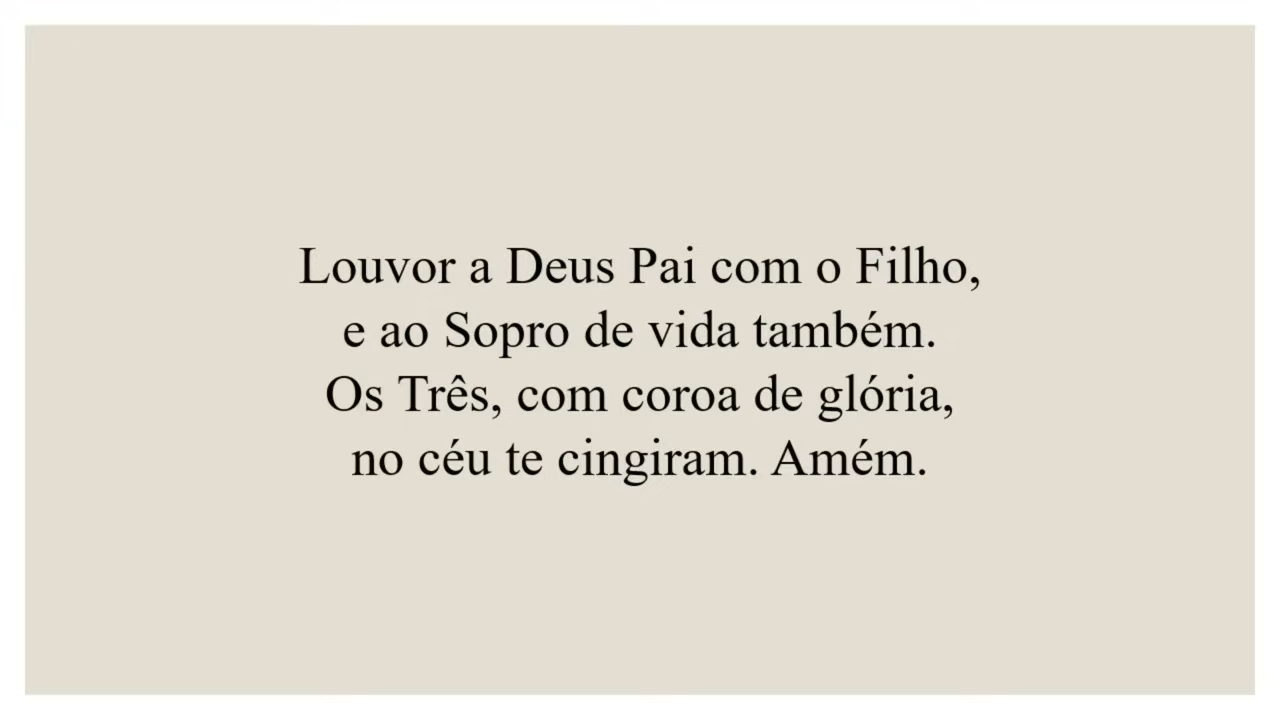 Louvor a Deus Pai com o Filho,
e ao Sopro de vida também.
Os Três, com coroa de glória,
no céu te cingiram. Amém.